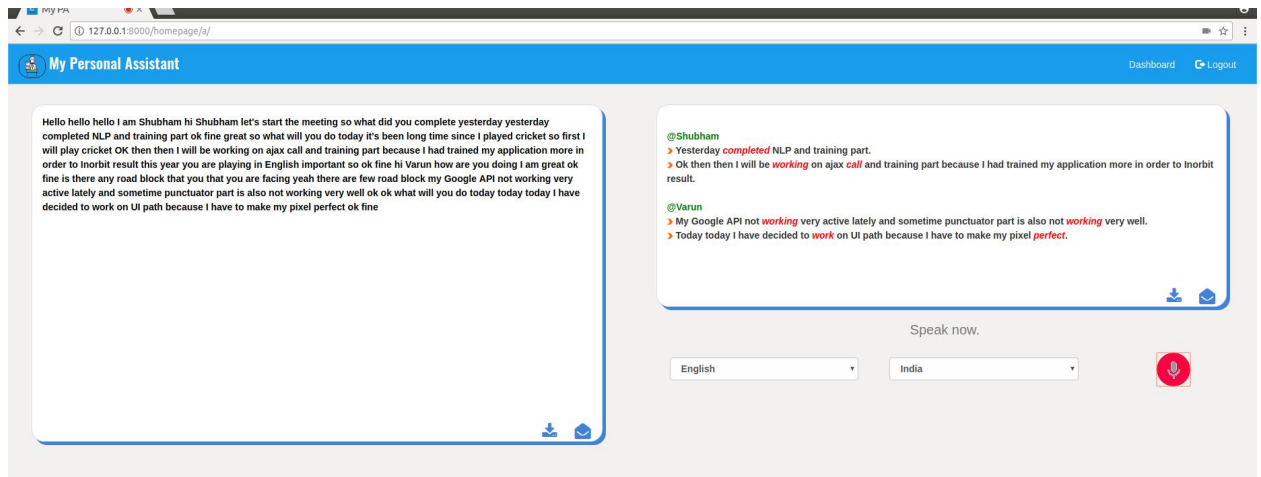 My PA
127.0.0.1:8000/homepage/a/
My Personal Assistant
Dashboard
Logout
Hello hello hello I am Shubham hi Shubham let's start the meeting so what did you complete yesterday yesterday
completed NLP and training part ok fine great so what will you do today it's been long time since I played cricket so first I
will play cricket OK then then I will be working on ajax call and training part because I had trained my application more in
order to Inorbit result this year you are playing in English important so ok fine hi Varun how are you doing I am great ok
fine is there any road block that you that you are facing yeah there are few road block my Google API not working very
active lately and sometime punctuator part is also not working very well ok ok what will you do today today today I have
decided to work on UI path because I have to make my pixel perfect ok fine
@Shubham
Yesterday completed NLP and training part.
Ok then then I will be working on ajax call and training part because I had trained my application more in order to Inorbit
result.
@Varun
My Google API not working very active lately and sometime punctuator part is also not working very well.
Today today I have decided to work on UI path because I have to make my pixel perfect.
Speak now.
English
India